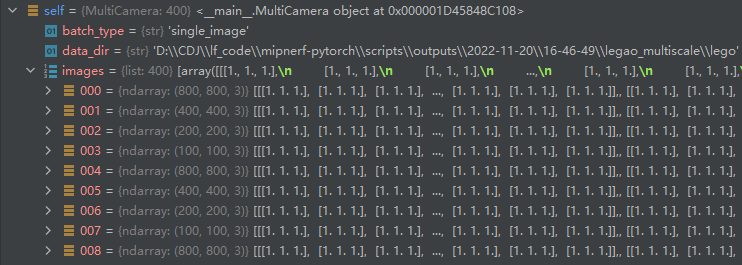 self = {MultiCamera: 400} <__main__.MultiCamera object at 0x000001D45848C108>
batch_type = {str} 'single_image'
data_dir = {str} 'D:\\CDJ\\lf_code\\mipnerf-pytorch\\scripts\\outputs\\2022-11-20\\16-46-49\\legao_multiscale\\lego'
images = {list: 400} [array([[[1., 1., 1.],\n [1., 1., 1.],\n [1., 1., 1.],\n ...,\n [1., 1., 1.],\n [1., 1., 1.],\
000 = {ndarray: (800, 800, 3)} [[[1. 1. 1.], [1. 1. 1.], [1. 1. 1.], ..., [1. 1. 1.], [1. 1. 1.], [1. 1. 1.]],, [[1. 1. 1.],
001 = {ndarray: (400, 400, 3)} [[[1. 1. 1.], [1. 1. 1.], [1. 1. 1.], ..., [1. 1. 1.], [1. 1. 1.], [1. 1. 1.]],, [[1. 1. 1.],
002 = {ndarray: (200, 200, 3)} [[[1. 1. 1.], [1. 1. 1.], [1. 1. 1.], ..., [1. 1. 1.], [1. 1. 1.], [1. 1. 1.]],, [[1. 1. 1.],
003 = {ndarray: (100, 100, 3)} [[[1. 1. 1.], [1. 1. 1.], [1. 1. 1.], ..., [1. 1. 1.], [1. 1. 1.], [1. 1. 1.]],, [[1. 1. 1.],
004 = {ndarray: (800, 800, 3)} [[[1. 1. 1.], [1. 1. 1.], [1. 1. 1.], ..., [1. 1. 1.], [1. 1. 1.], [1. 1. 1.]],, [[1. 1. 1.],
005 = {ndarray: (400, 400, 3)} [[[1. 1. 1.], [1. 1. 1.], [1. 1. 1.], ..., [1. 1. 1.], [1. 1. 1.], [1. 1. 1.]],, [[1. 1. 1.],
006 = {ndarray: (200, 200, 3)} [[[1. 1. 1.], [1. 1. 1.], [1. 1. 1.], ..., [1. 1. 1.], [1. 1. 1.], [1. 1. 1.]],, [[1. 1. 1.],
007 = {ndarray: (100, 100, 3)} [[[1. 1. 1.], [1. 1. 1.], [1. 1. 1.], ..., [1. 1. 1.], [1. 1. 1.], [1. 1. 1.]],, [[1. 1. 1.],
008 = {ndarray: (800, 800, 3)} [[[1. 1. 1.], [1. 1. 1.], [1. 1. 1.], ..., [1. 1. 1.], [1. 1. 1.], [1. 1. 1.]],, [[1. 1. 1.],